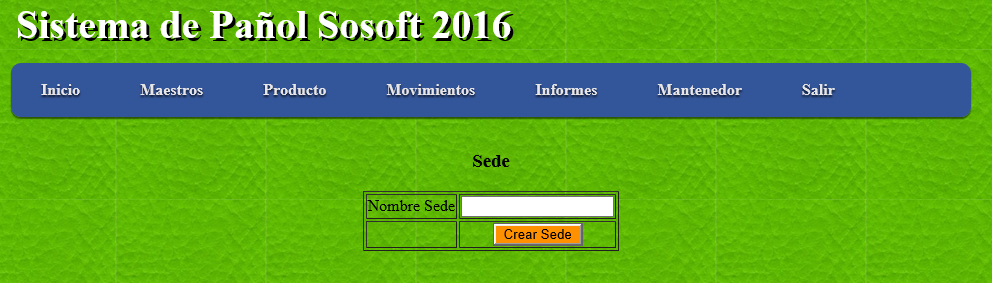 Sistema de Pañol Sosoft 2016
Inicio Maestros Producto Movimientos Informes Mantenedor Salir
Sede
Nombre Sede
Crear Sede